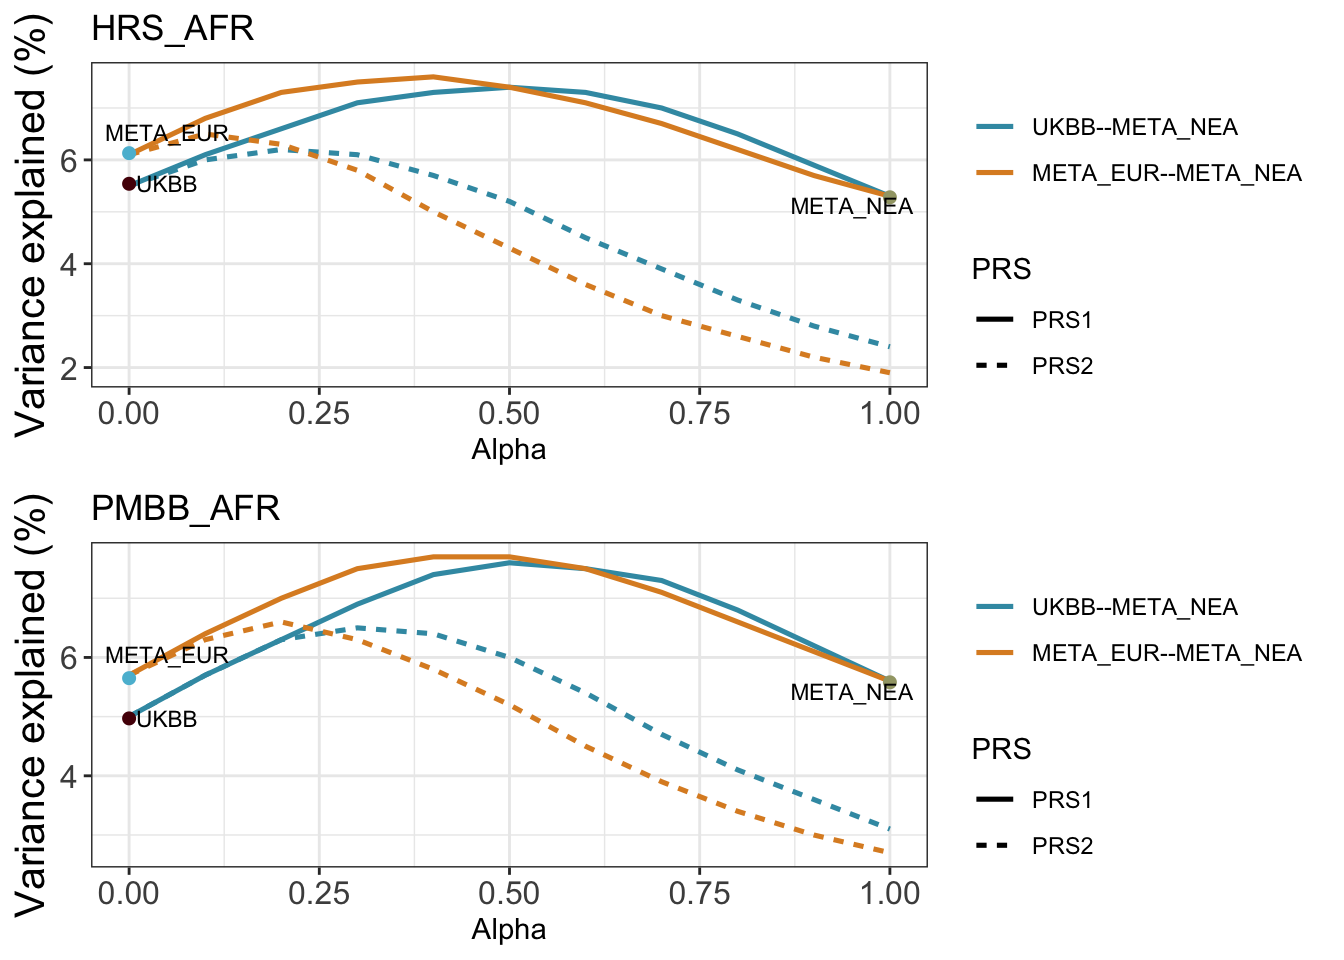 HRS_AFR
Variance explained (%)
6
4
2
META_EUR
UKBB
META_NEA
0.00 0.25 0.50 0.75 1.00
Alpha
UKBB--META_NEA
META_EUR--META_NEA
PRS
PRS1
PRS2
PMBB_AFR
Variance explained (%)
6
4
META_EUR
UKBB
META_NEA
0.00 0.25 0.50 0.75 1.00
Alpha
UKBB--META_NEA
META_EUR--META_NEA
PRS
PRS1
PRS2